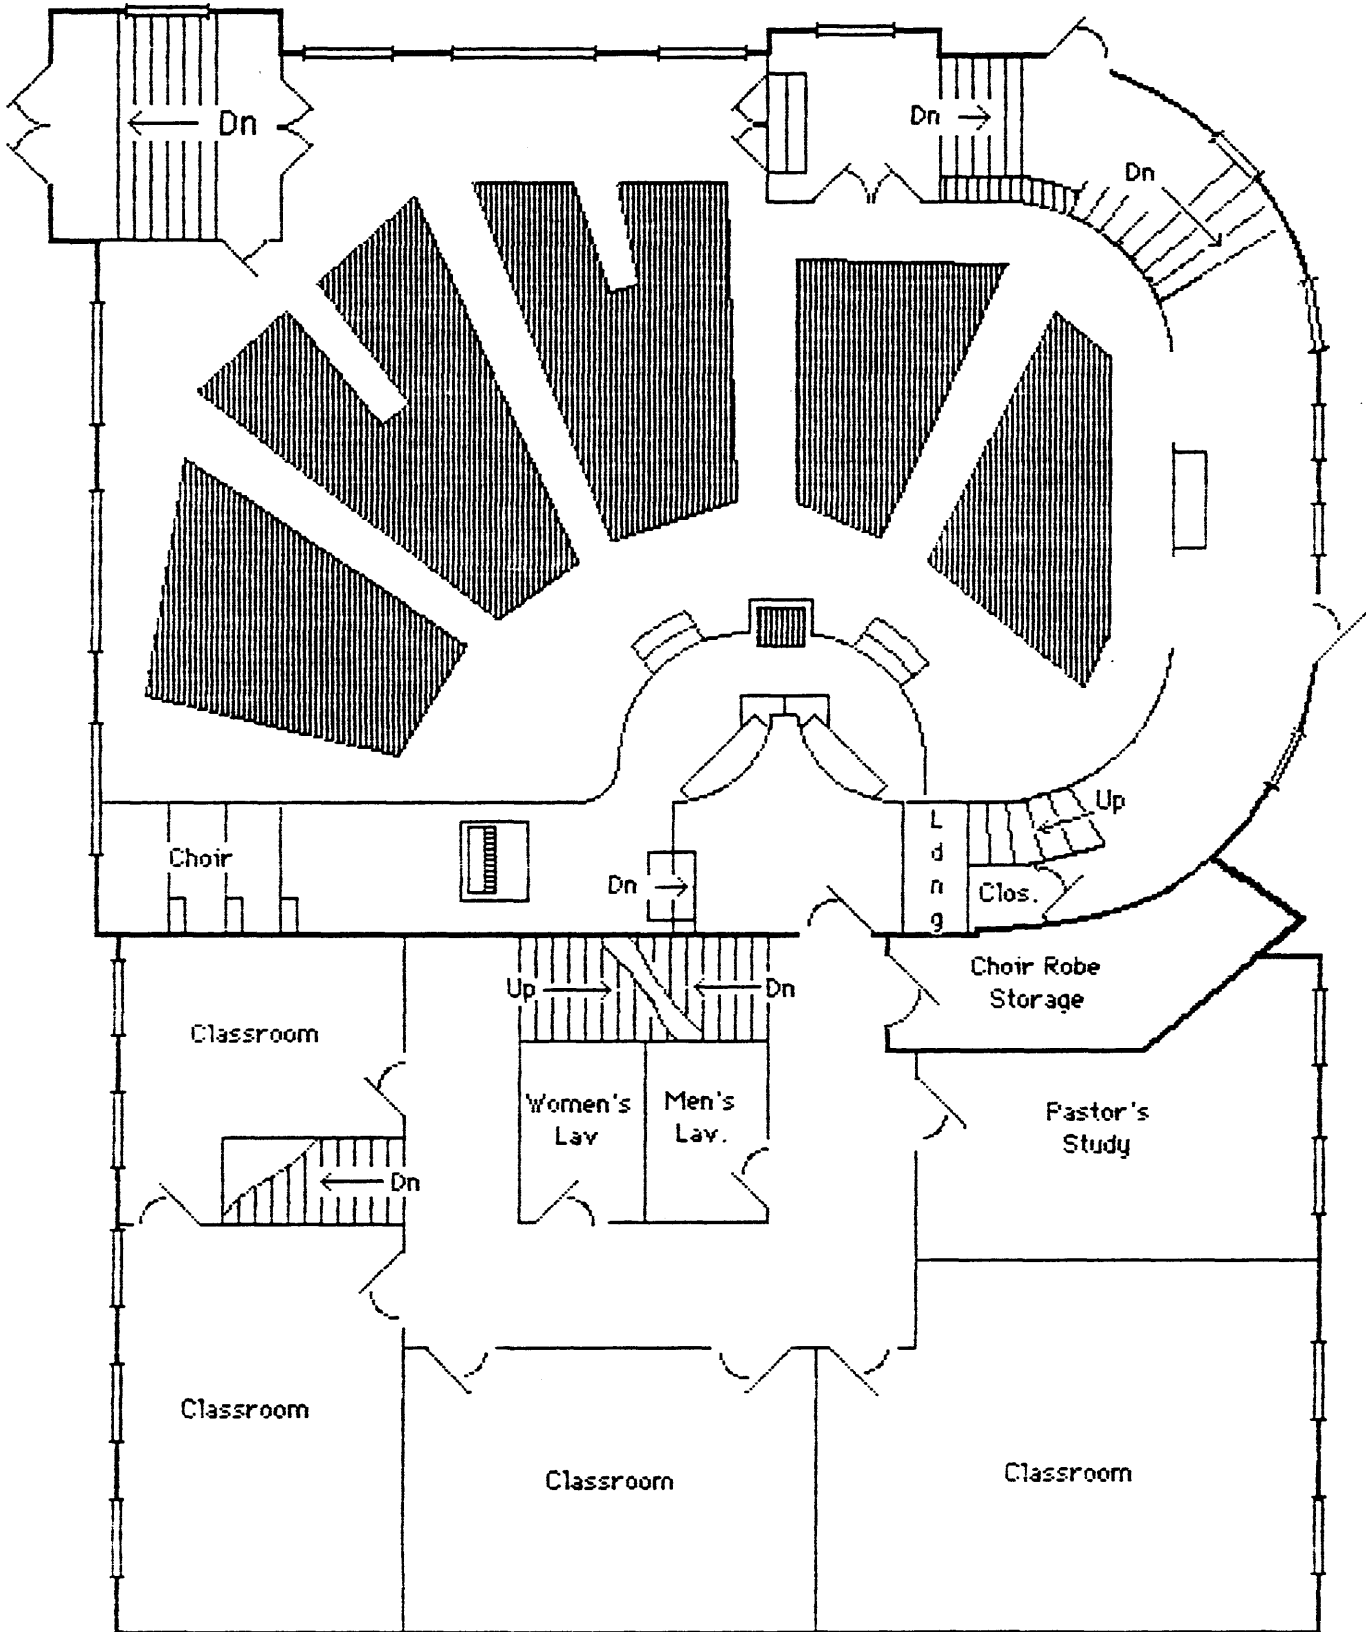 Dn
Dn
Dn
Up
Ldng
Choir
Dn
Clos.
Choir Robe
Storage
Up
Dn
Classroom
Women's
Lav
Men's
Lav.
Pastor's
Study
Dn
Classroom
Classroom
Classroom